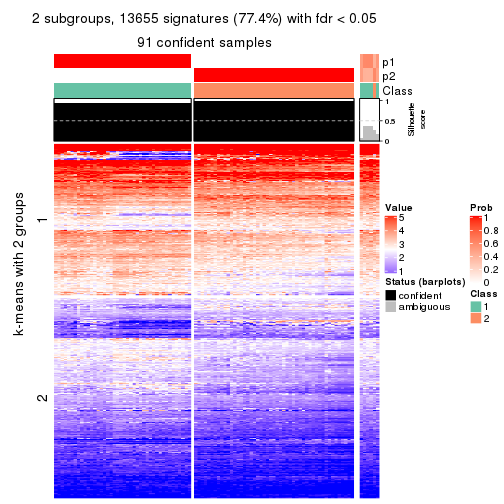 2 subgroups, 13655 signatures (77.4%) with fdr < 0.05
91 confident samples
p1
p2
Class
1
0.5
0
Silhouette
score
k-means with 2 groups
1
2
Value
5
4
3
2
1
Status (barplots)
confident
ambiguous
Prob
1
0.8
0.6
0.4
0.2
0
Class
1
2